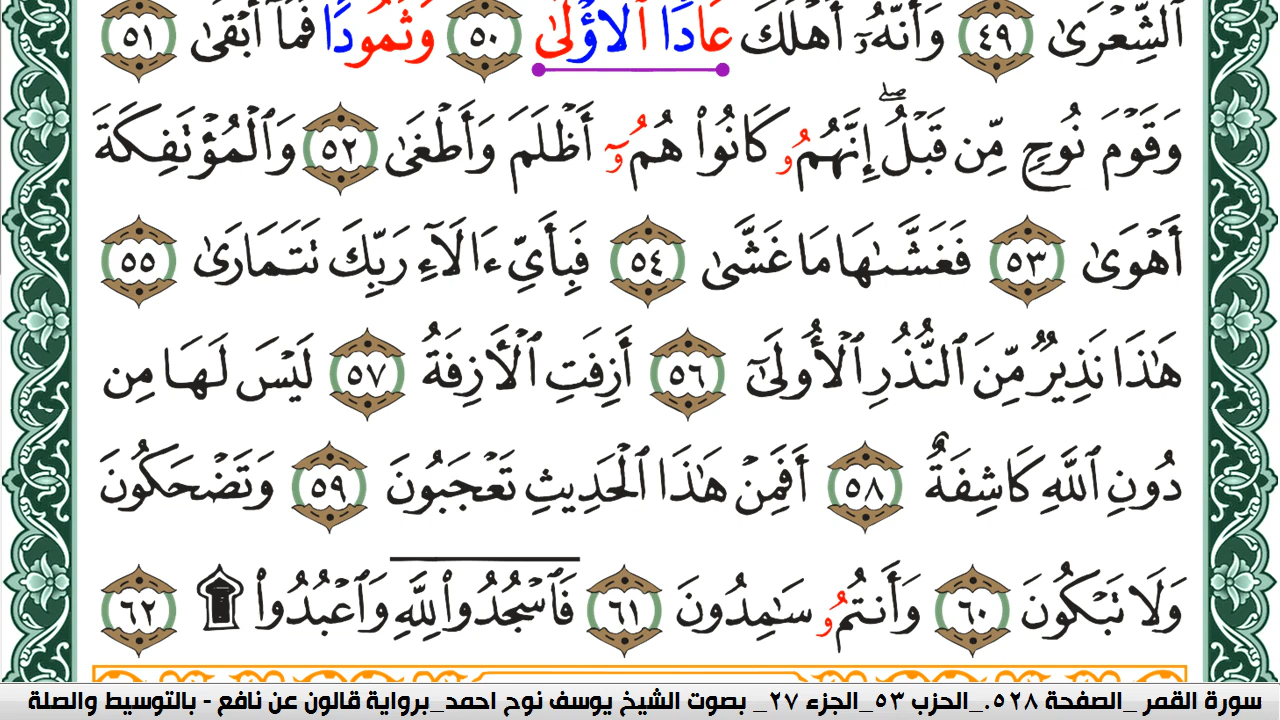 ٱلشِّعْرَىٰ ٤٩ وَأَنَّهُۥٓ أَهْلَكَ عَادًا ٱلُاؤْلَىٰ ٥٠ وَثَمُودًا فَمَآ أَبْقَىٰ ٥١
وَقَوْمَ نُوحٍ مِّن قَبْلُۖ إِنَّهُمُۥ كَانُوا۟ هُمُۥٓ أَظْلَمَ وَأَطْغَىٰ ٥٢ وَٱلْمُؤْتَفِكَةَ
أَهْوَىٰ ٥٣ فَغَشَّىٰهَا مَا غَشَّىٰ ٥٤ فَبِأَىِّ ءَالَآءِ رَبِّكَ تَتَمَارَىٰ ٥٥
هَٰذَا نَذِيرٌ مِّنَ ٱلنُّذُرِ ٱلْأُولَىٰٓ ٥٦ أَزِفَتِ ٱلْأَزِفَةُ ٥٧ لَيْسَ لَهَا مِن
دُونِ ٱللَّهِ كَاشِفَةٌ ٥٨ أَفَمِنْ هَٰذَا ٱلْحَدِيثِ تَعْجَبُونَ ٥٩ وَتَضْحَكُونَ
وَلَا تَبْكُونَ ٦٠ وَأَنتُمُۥ سَٰمِدُونَ ٦١ فَٱسْجُدُوا۟ لِلَّهِ وَٱعْبُدُوا۟ ۩ ٦٢
سورة القمر _الصفحة ٥٢٨._الحزب ٥٣_الجزء ٢٧_ بصوت الشيخ يوسف نوح احمد_برواية قالون عن نافع - بالتوسيط والصلة